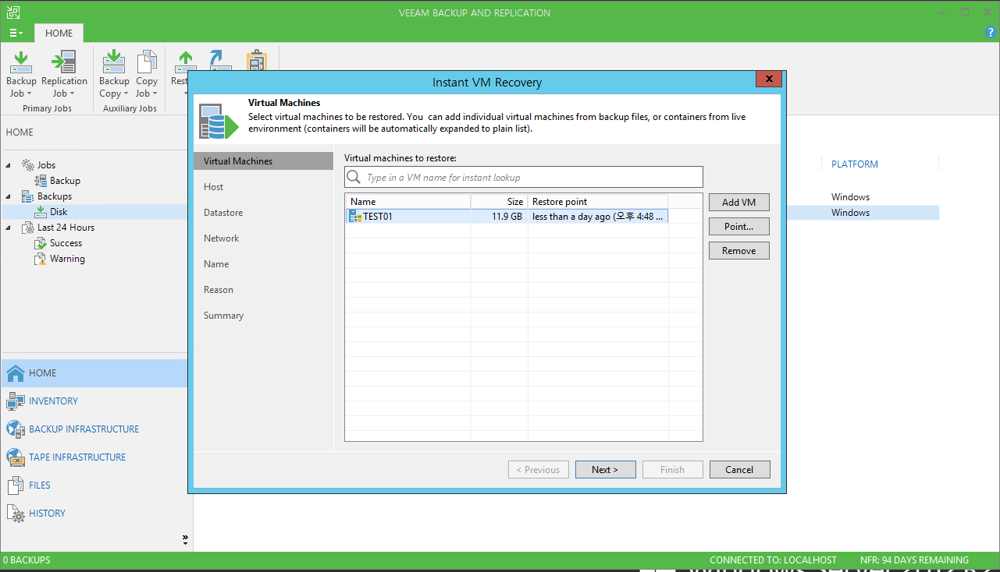 VEEAM BACKUP AND REPLICATION
HOME
?
Backup Job
Replication Job
Backup Copy
Copy Job
Primary Jobs
Auxiliary Jobs
HOME
Jobs
Backup
Backups
Disk
Last 24 Hours
Success
Warning
HOME
INVENTORY
BACKUP INFRASTRUCTURE
TAPE INFRASTRUCTURE
FILES
HISTORY
Instant VM Recovery
X
Virtual Machines
Select virtual machines to be restored. You can add individual virtual machines from backup files, or containers from live
environment (containers will be automatically expanded to plain list).
Virtual Machines
Host
Datastore
Network
Name
Reason
Summary
Virtual machines to restore:
Type in a VM name for instant lookup
Name Size Restore point
TEST01 11.9 GB less than a day ago (오후 4:48 ...
Add VM
Point...
Remove
< Previous
Next >
Finish
Cancel
PLATFORM
Windows
Windows
0 BACKUPS
CONNECTED TO: LOCALHOST
NFR: 94 DAYS REMAINING